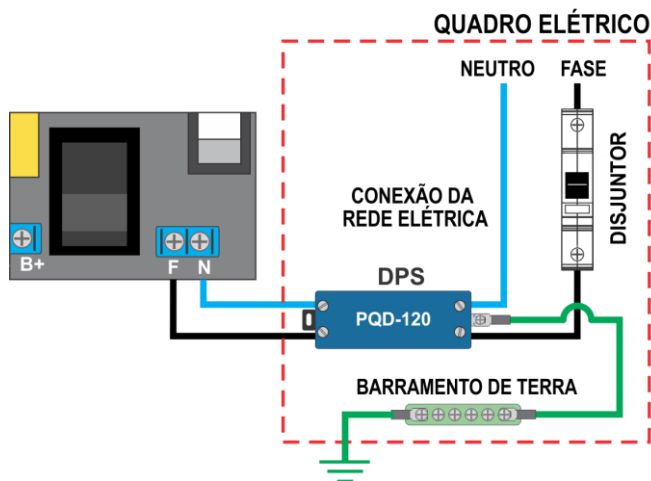 QUADRO ELÉTRICO
NEUTRO FASE
CONEXÃO DA
REDE ELÉTRICA
DISJUNTOR
B+
F N
DPS
PQD-120
BARRAMENTO DE TERRA